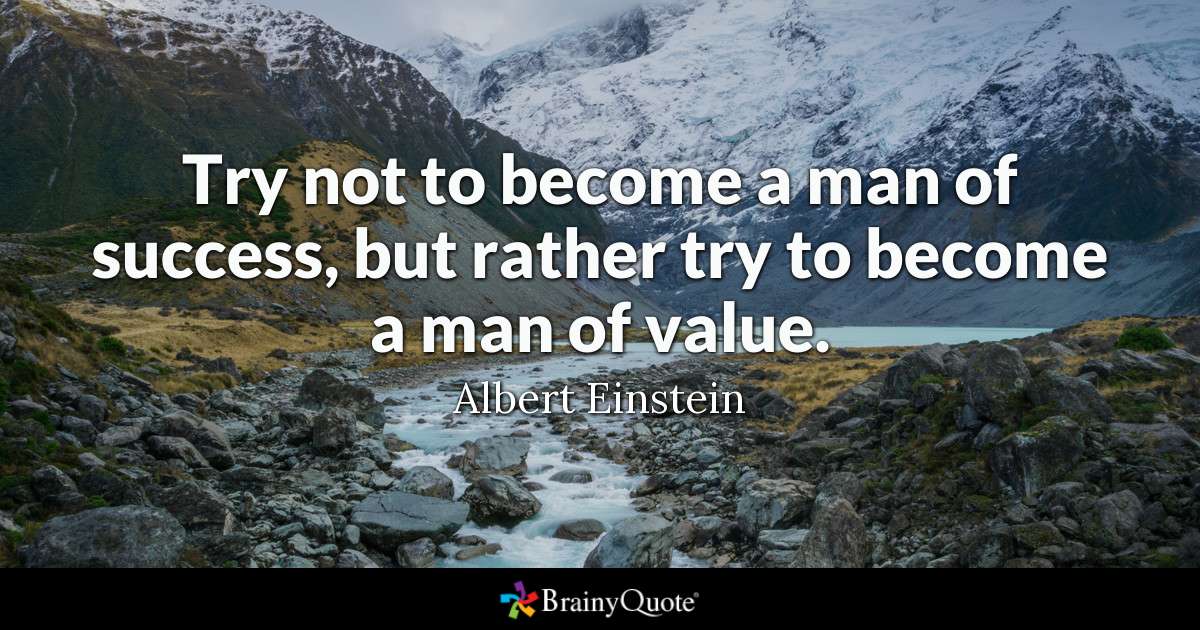 Try not to become a man of
success, but rather try to become
a man of value.
Albert Einstein
BrainyQuote®